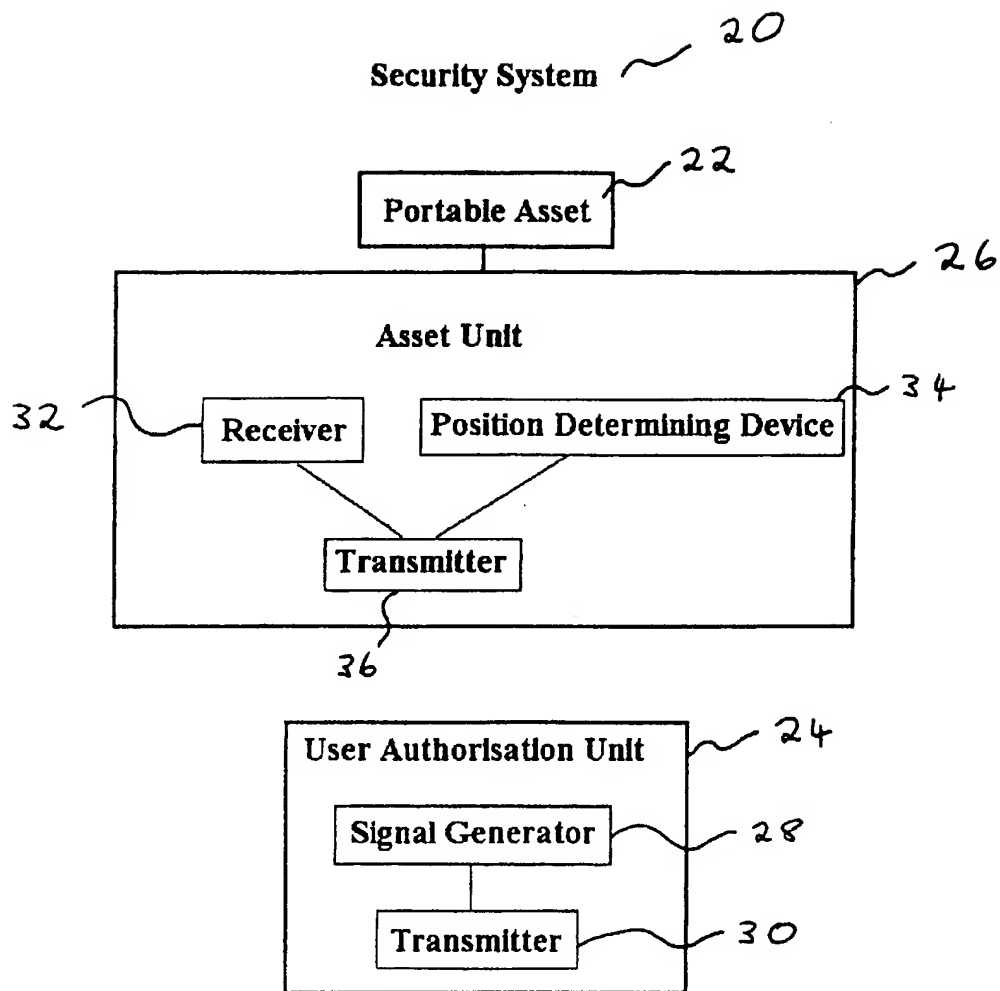 20
Security System
22
Portable Asset
26
Asset Unit
34
32
Receiver
Position Determining Device
Transmitter
36
24
User Authorisation Unit
Signal Generator
28
Transmitter
30